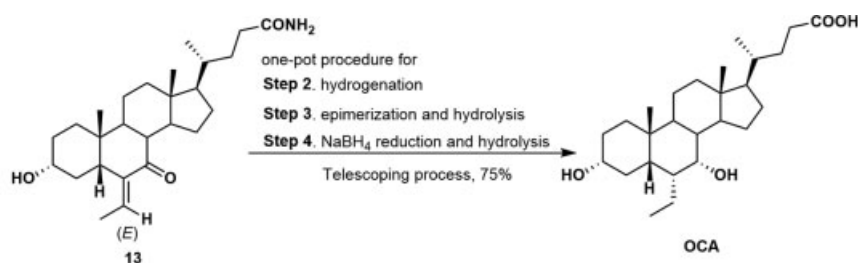 CONH₂
HO
H
O
H
(E)
13
one-pot procedure for
Step 2. hydrogenation
Step 3. epimerization and hydrolysis
Step 4. NaBH₄ reduction and hydrolysis
Telescoping process, 75%
COOH
HO
H
OH
OCA